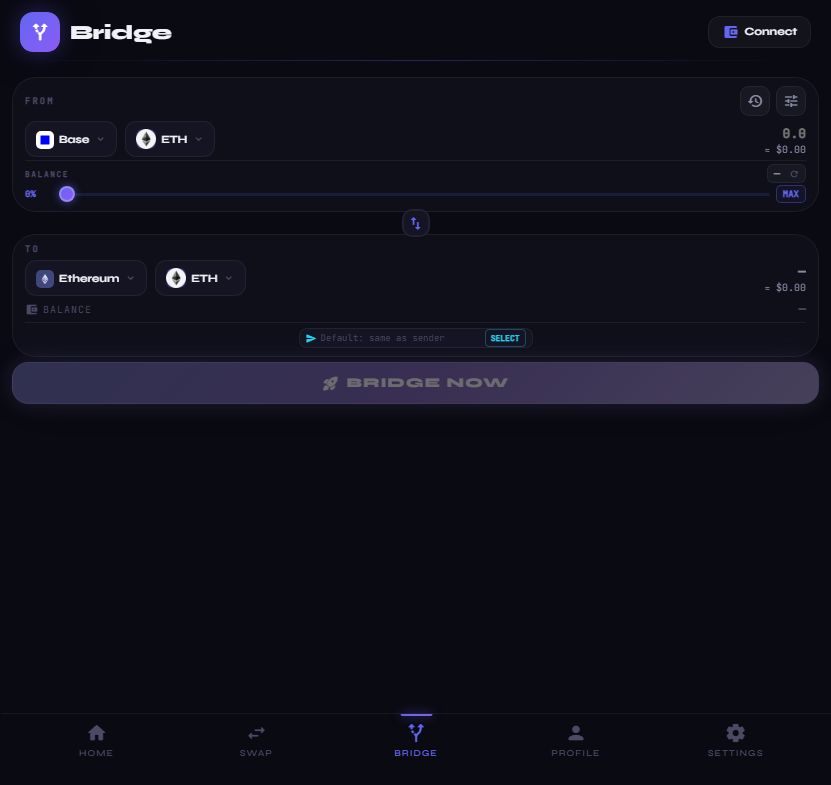 Bridge
Connect
FROM
Base
ETH
0.0
≈ $0.00
BALANCE
—
0%
MAX
TO
Ethereum
ETH
—
≈ $0.00
BALANCE
—
Default: same as sender
SELECT
BRIDGE NOW
HOME
SWAP
BRIDGE
PROFILE
SETTINGS